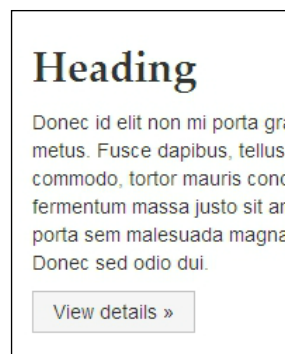 Heading
Donec id elit non mi porta
metus. Fusce dapibus, tellus
commodo, tortor mauris
fermentum massa justo sit
porta sem malesuada magna
Donec sed odio dui.
View details »